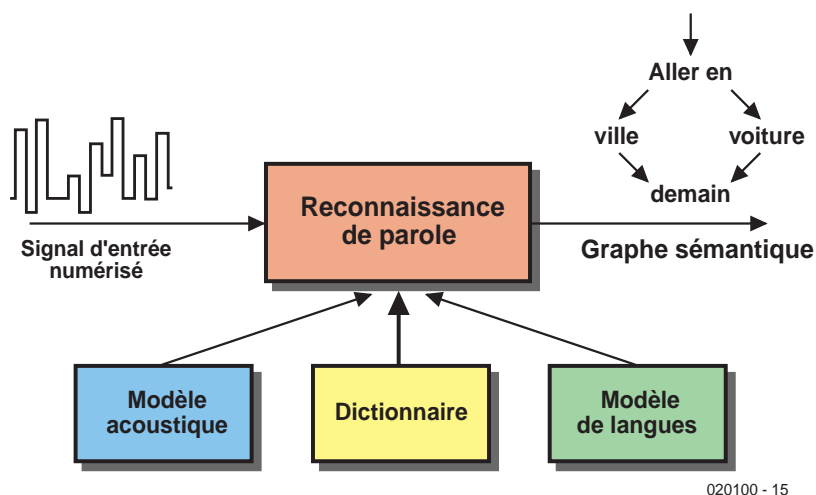 Aller en
ville
voiture
demain
Signal d'entrée
numérisé
Reconnaissance
de parole
Graphe sémantique
Modèle
acoustique
Dictionnaire
Modèle
de langues
020100 - 15